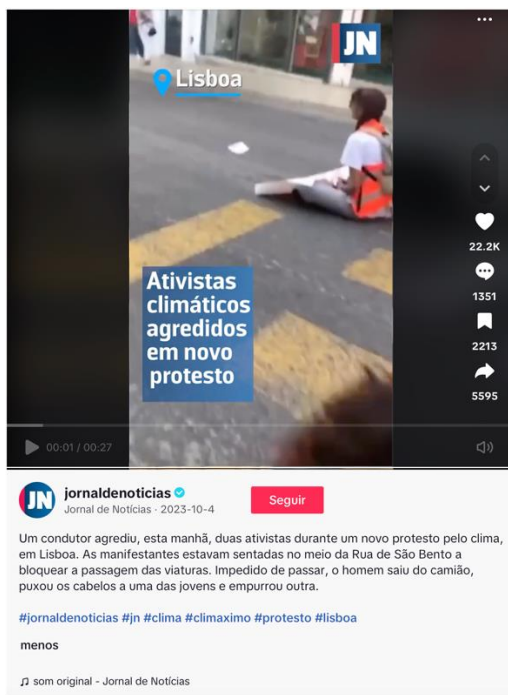 JN
Lisboa
Ativistas
climáticos
agredidos
em novo
protesto
22.2K
1351
2213
5595
00:01 / 00:27
JN
jornaldenoticias
Jornal de Notícias · 2023-10-4
Seguir
Um condutor agrediu, esta manhã, duas ativistas durante um novo protesto pelo clima,
em Lisboa. As manifestantes estavam sentadas no meio da Rua de São Bento a
bloquear a passagem das viaturas. Impedido de passar, o homem saiu do camião,
puxou os cabelos a uma das jovens e empurrou outra.
#jornaldenoticias #jn #clima #climaximo #protesto #lisboa
menos
som original - Jornal de Notícias